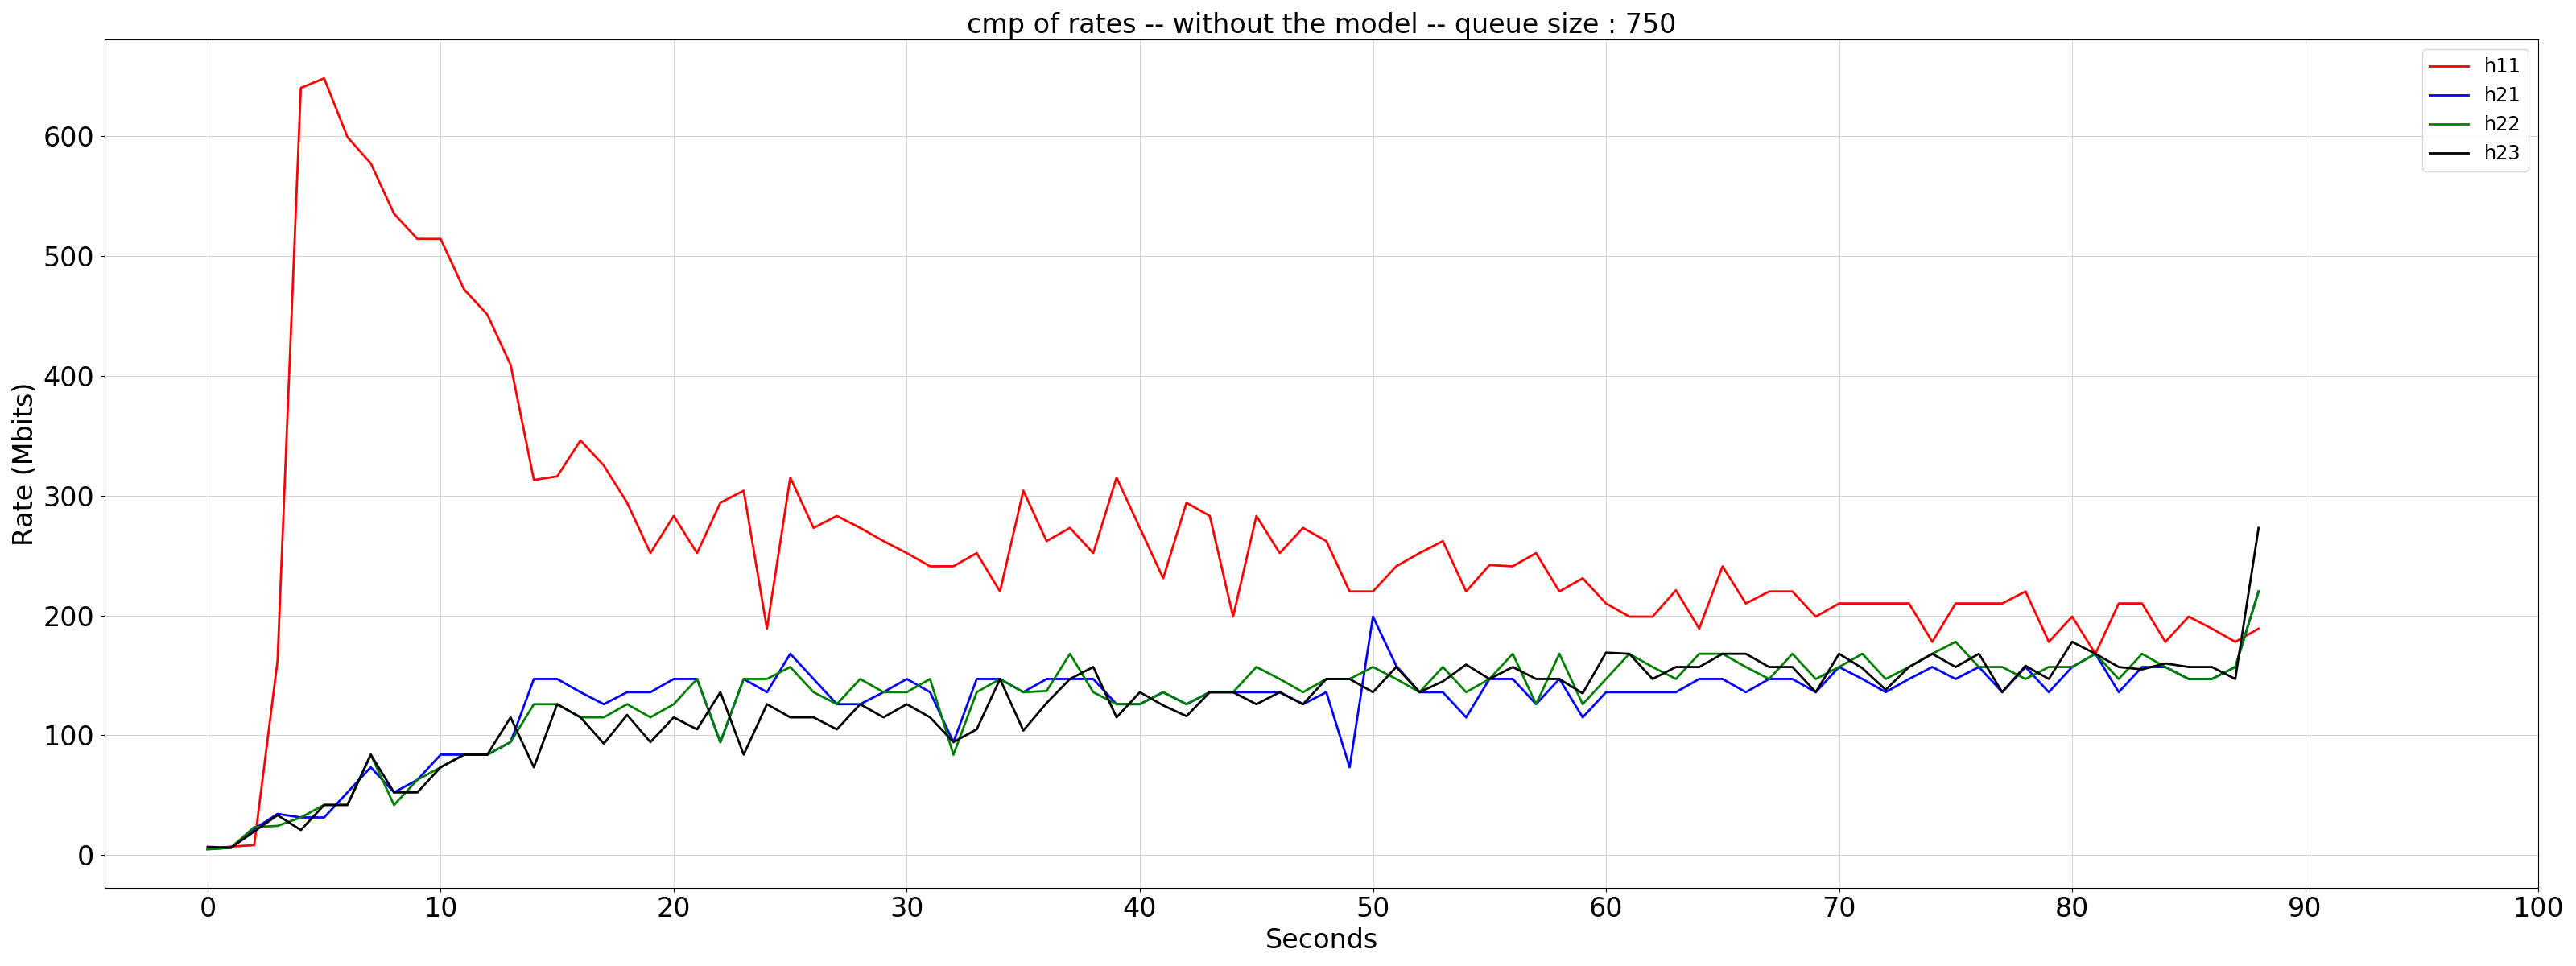 cmp of rates -- without the model -- queue size : 750
h11
h21
h22
h23
Rate (Mbits)
600
500
400
300
200
100
0
0 10 20 30 40 50 60 70 80 90 100
Seconds